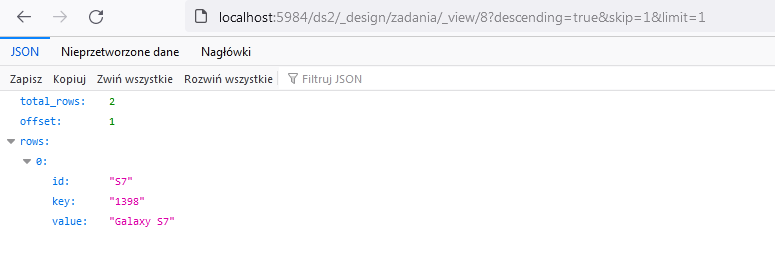 localhost:5984/ds2/_design/zadania/_view/8?descending=true&skip=1&limit=1
JSON Nieprzetworzone dane Nagłówki
Zapisz Kopiuj Zwiń wszystkie Rozwiń wszystkie Filtruj JSON
total_rows: 2
offset: 1
rows:
0:
id: "S7"
key: "1398"
value: "Galaxy S7"